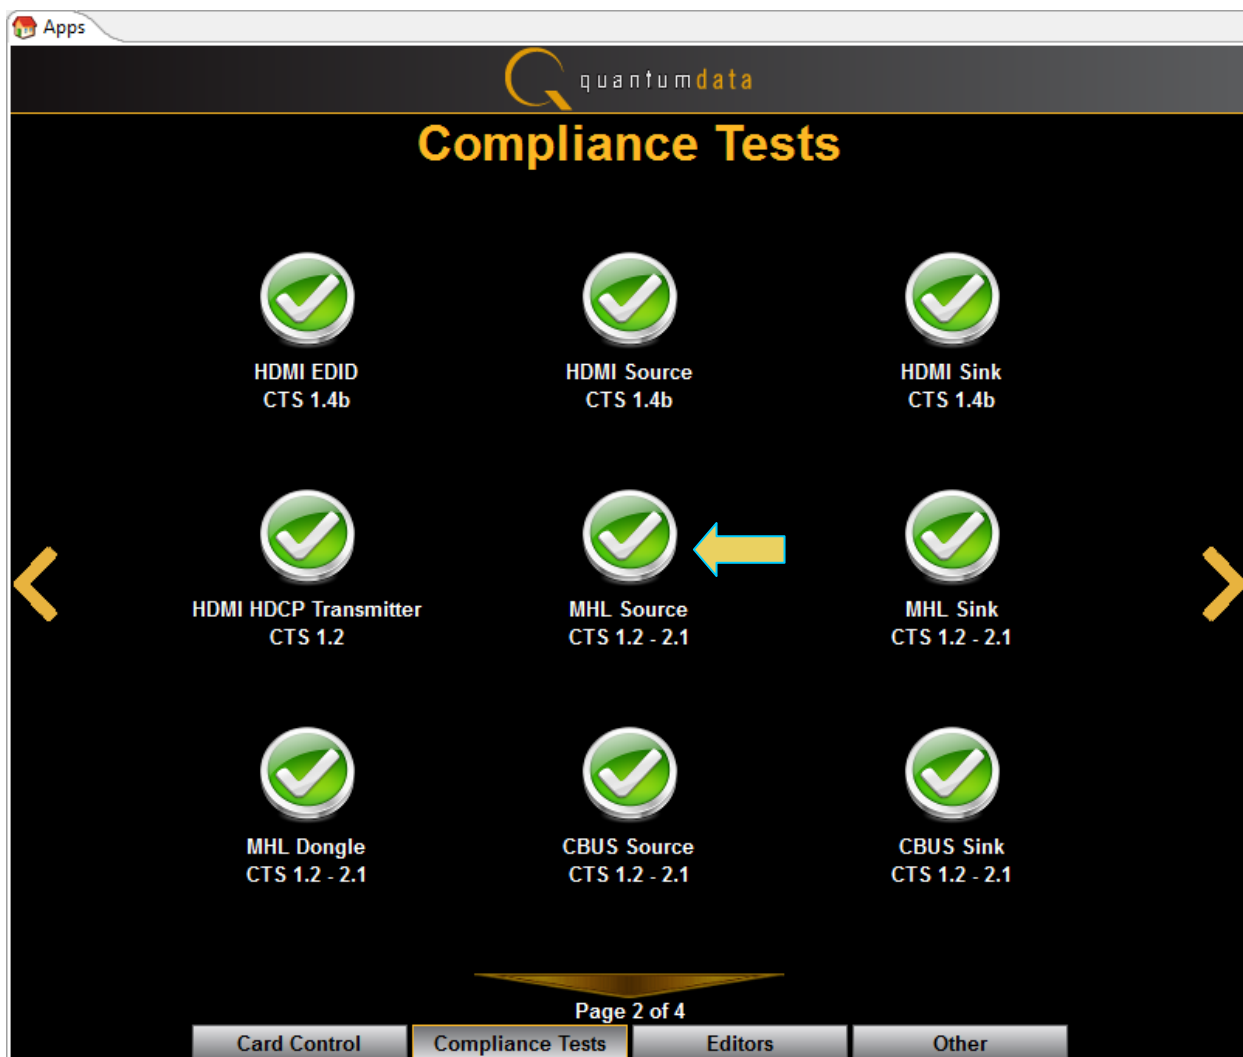 Apps
quantumdata
Compliance Tests
HDMI EDID
CTS 1.4b
HDMI Source
CTS 1.4b
HDMI Sink
CTS 1.4b
HDMI HDCP Transmitter
CTS 1.2
MHL Source
CTS 1.2 - 2.1
MHL Sink
CTS 1.2 - 2.1
MHL Dongle
CTS 1.2 - 2.1
CBUS Source
CTS 1.2 - 2.1
CBUS Sink
CTS 1.2 - 2.1
Page 2 of 4
Card Control
Compliance Tests
Editors
Other